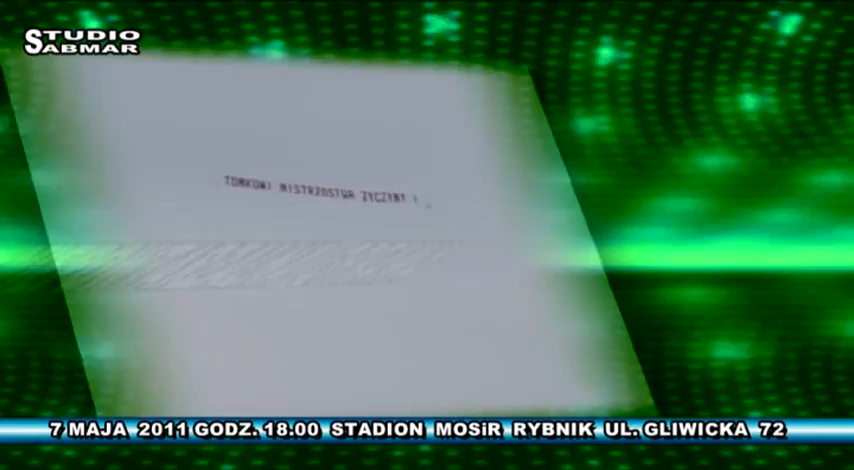 STUDIO
SABMAR
TOMKOWI MISTRZOSTWA ŻYCZYMY !
7 MAJA 2011 GODZ. 18.00 STADION MOSiR RYBNIK UL. GLIWICKA 72